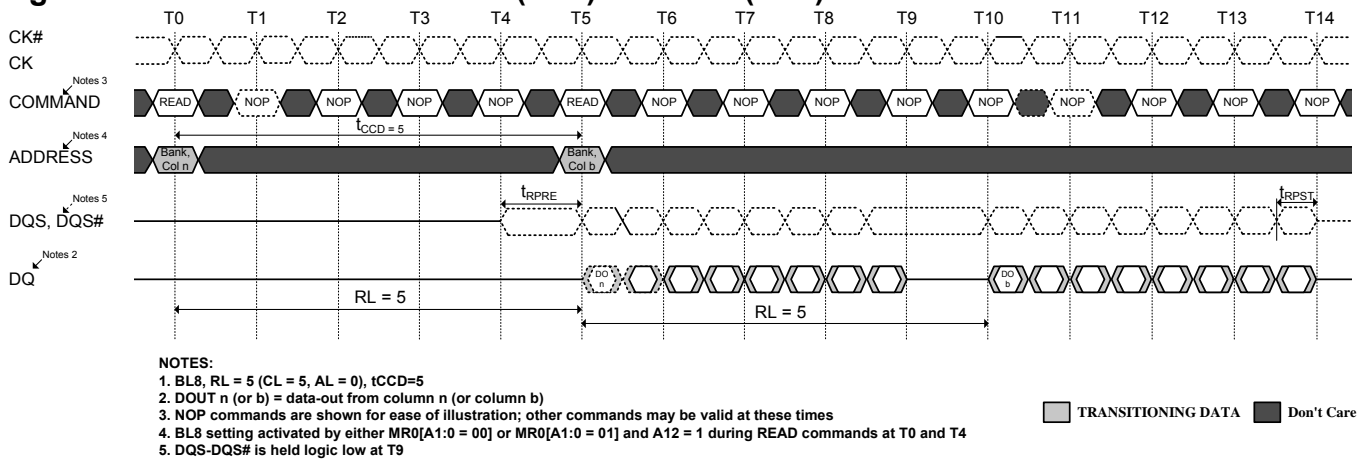 T0 T1 T2 T3 T4 T5 T6 T7 T8 T9 T10 T11 T12 T13 T14
CK#
CK
Notes 3
COMMAND
READ NOP NOP NOP NOP READ NOP NOP NOP NOP NOP NOP NOP NOP NOP
tCCD = 5
Notes 4
ADDRESS
Bank, Col n
Bank, Col b
Notes 5
DQS, DQS#
tRPRE
tRPST
Notes 2
DQ
DO n
DO b
RL = 5
RL = 5
NOTES:
1. BL8, RL = 5 (CL = 5, AL = 0), tCCD=5
2. DOUT n (or b) = data-out from column n (or column b)
3. NOP commands are shown for ease of illustration; other commands may be valid at these times
4. BL8 setting activated by either MR0[A1:0 = 00] or MR0[A1:0 = 01] and A12 = 1 during READ commands at T0 and T4
5. DQS-DQS# is held logic low at T9
TRANSITIONING DATA
Don't Care